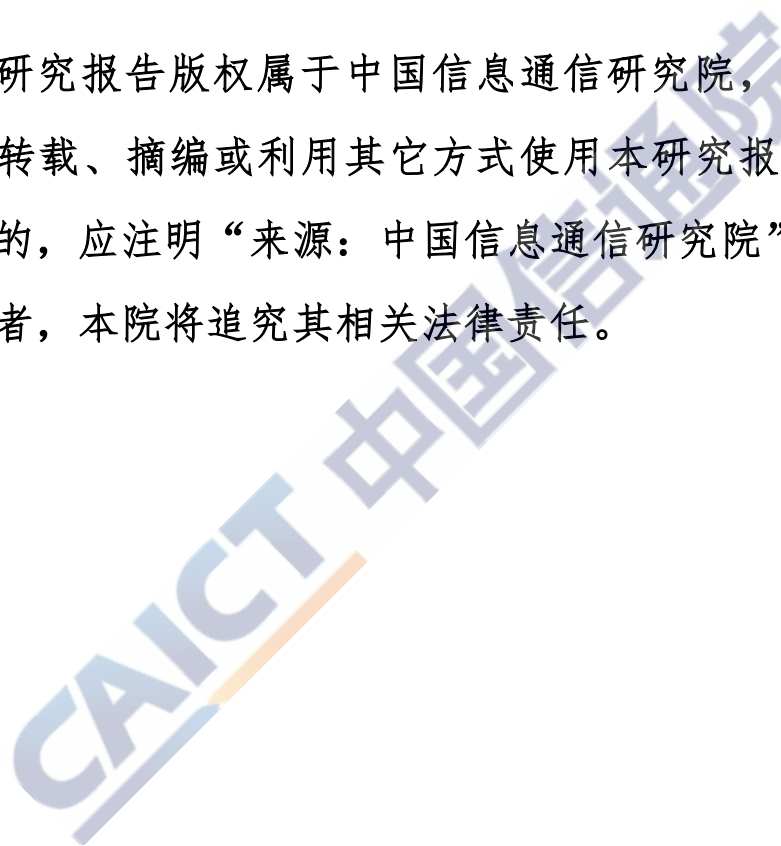 研究报告版权属于中国信息通信研究院，
转载、摘编或利用其它方式使用本研究报
的，应注明“来源：中国信息通信研究院”
者，本院将追究其相关法律责任。
CAICT 中国信通院